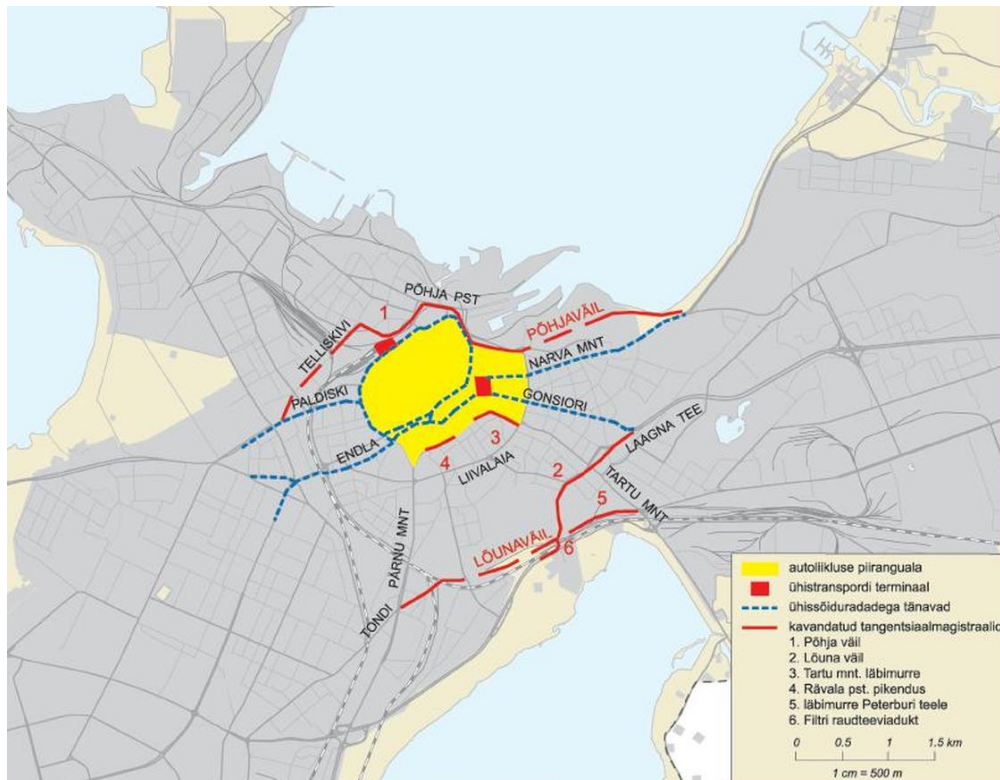 PÕHJA PST
1
TELLISKIVI
PÕHJAVÄIL
NARVA MNT
PALDISKI
GONSIORI
ENDLA
3
4
LIIVALAIA
LAAGNA TEE
2
TARTU MNT
5
PÄRNU MNT
LÕUNAVÄIL
6
TONDI
autoliikluse piiranguala
ühistranspordi terminaal
ühissõiduradadega tänavad
kavandatud tangentsiaalmagistraalid
1. Põhja väil
2. Lõuna väil
3. Tartu mnt. läbimurre
4. Rävala pst. pikendus
5. läbimurre Peterburi teele
6. Filtri raudteeviadukt
0 0.5 1 1.5 km
1 cm = 500 m